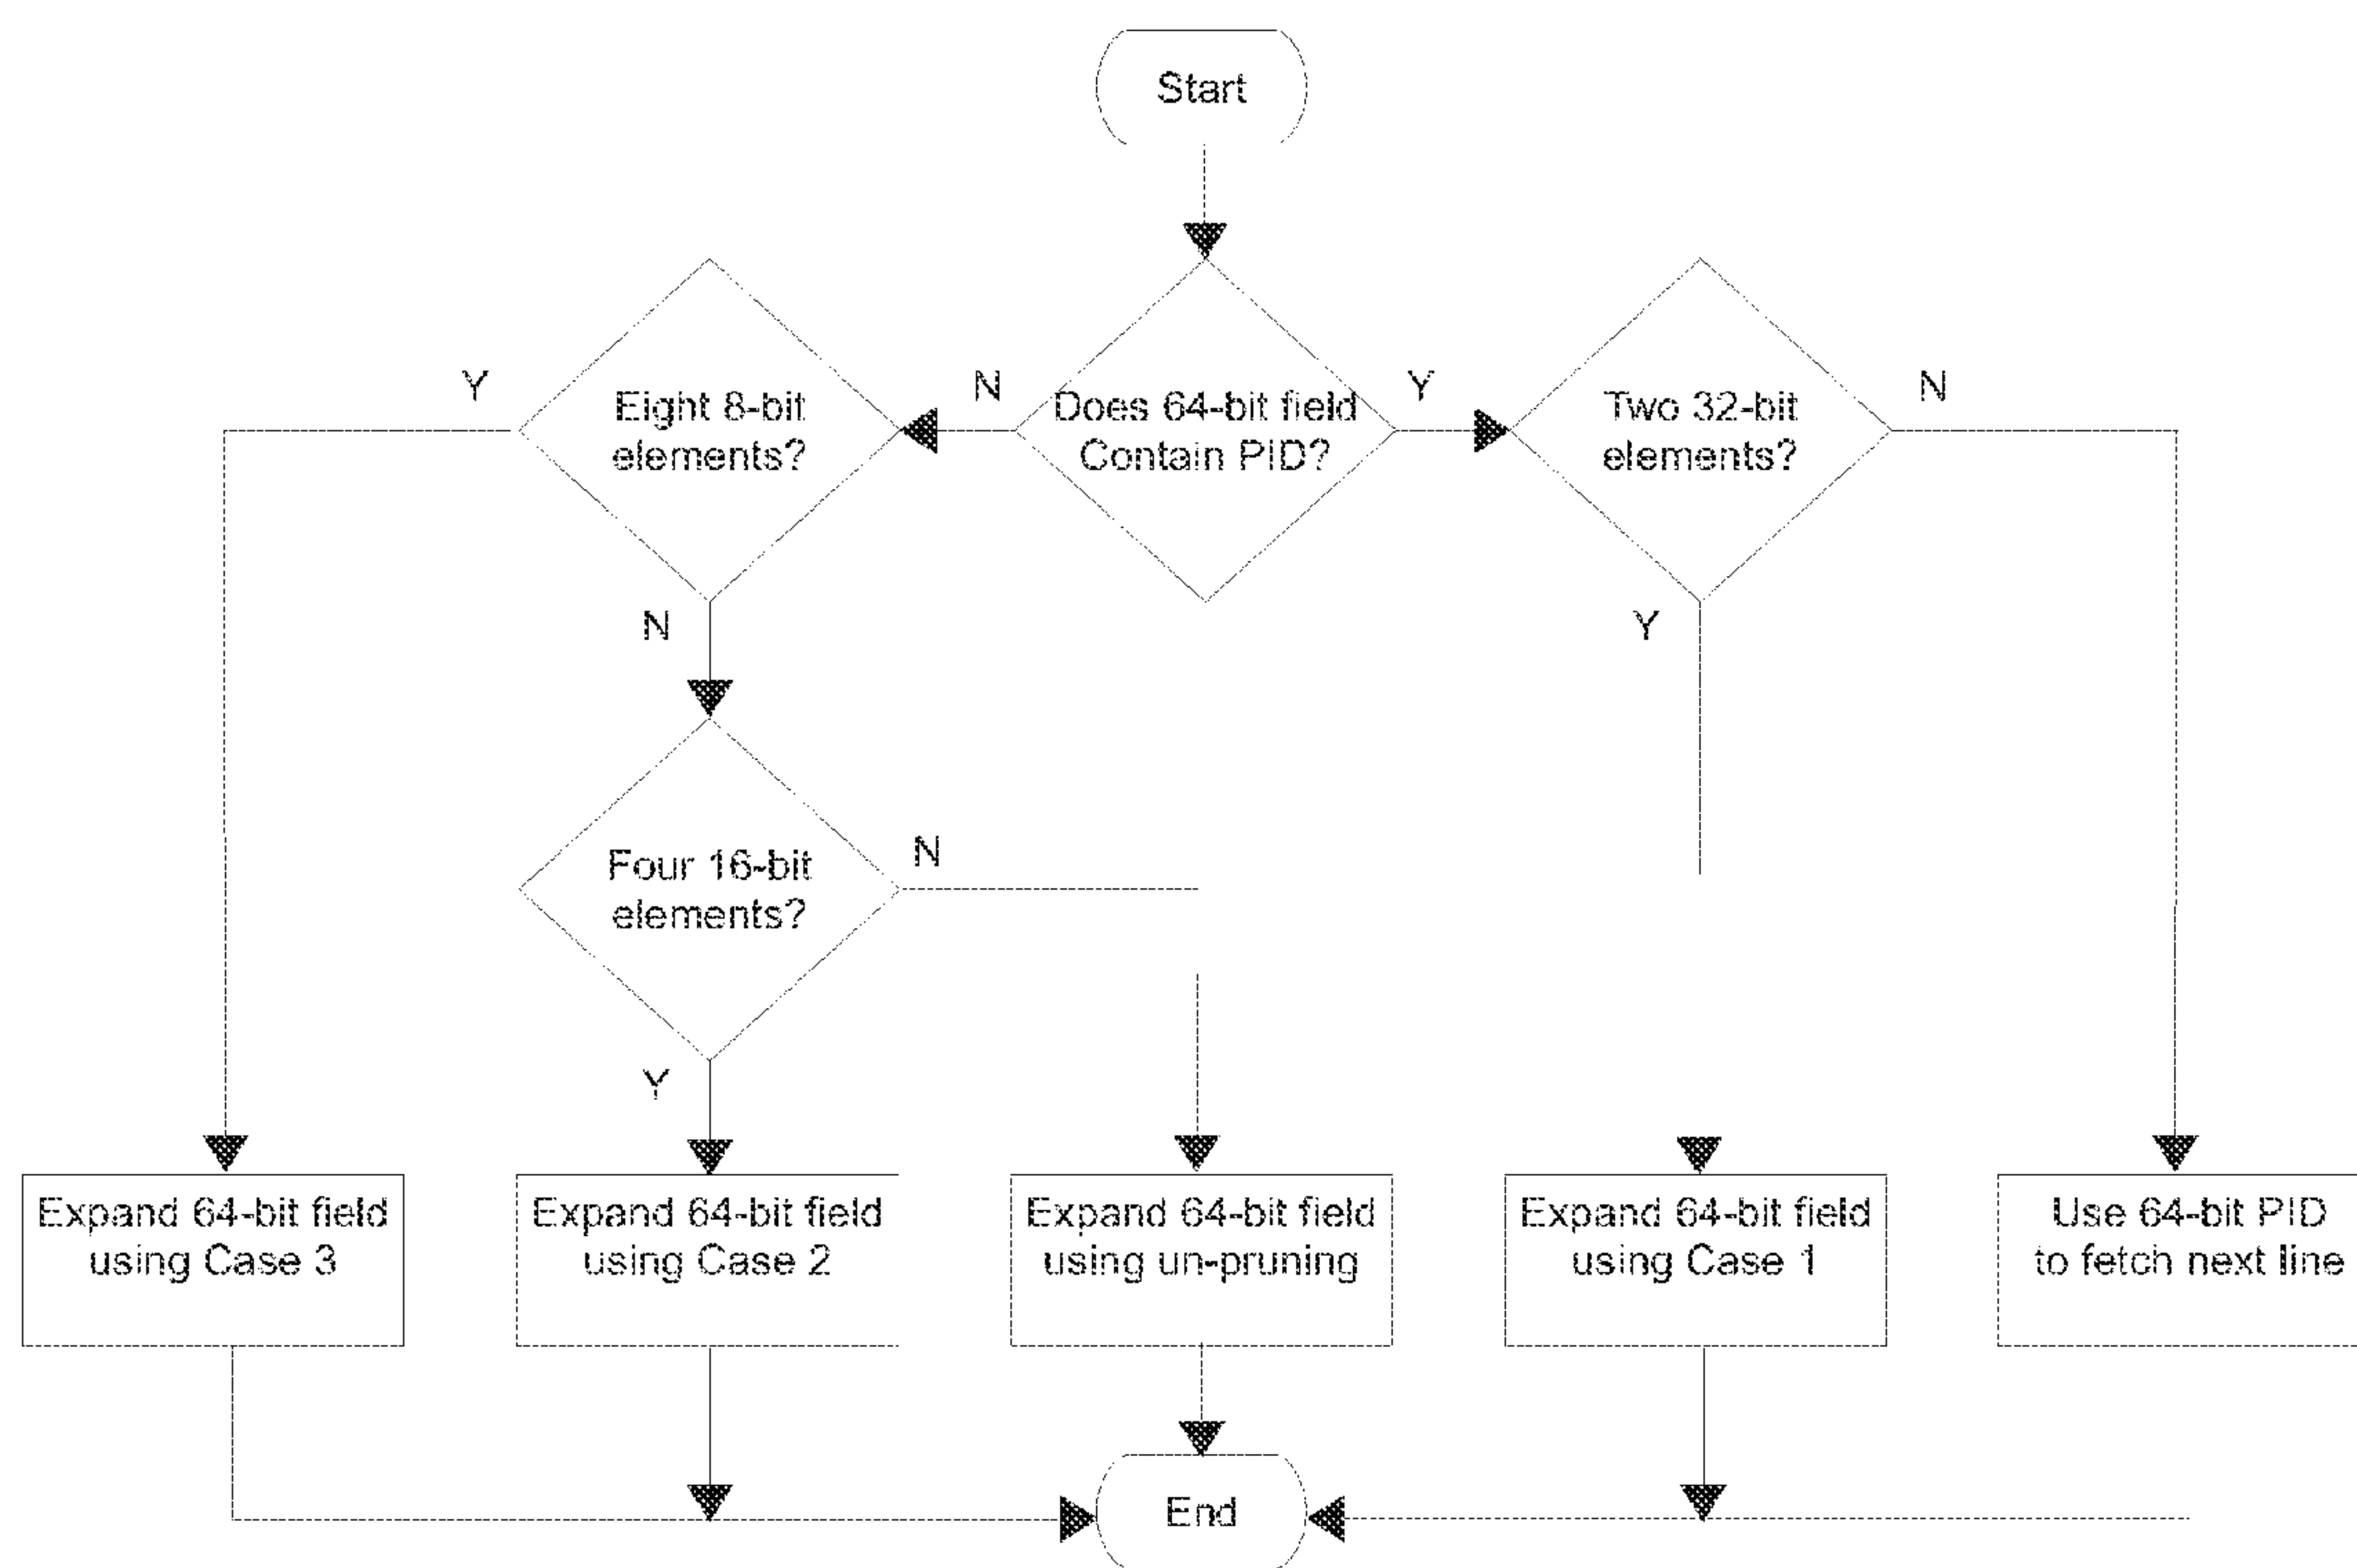 Start
Y
Eight 8-bit
elements?
N
Does 64-bit field
Contain PID?
Y
Two 32-bit
elements?
N
N
Y
Four 16-bit
elements?
N
Y
Expand 64-bit field
using Case 3
Expand 64-bit field
using Case 2
Expand 64-bit field
using un-pruning
Expand 64-bit field
using Case 1
Use 64-bit PID
to fetch next line
End